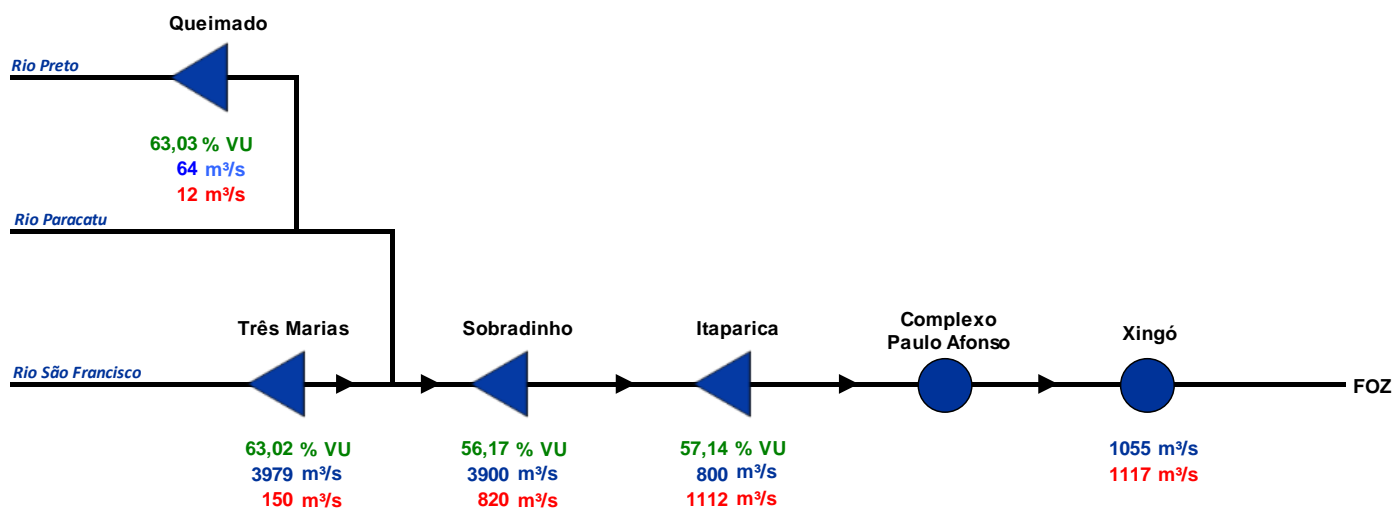 Queimado
Rio Preto
63,03 % VU
64 m³/s
12 m³/s
Rio Paracatu
Três Marias
Sobradinho
Itaparica
Complexo
Paulo Afonso
Xingó
Rio São Francisco
FOZ
63,02 % VU
3979 m³/s
150 m³/s
56,17 % VU
3900 m³/s
820 m³/s
57,14 % VU
800 m³/s
1112 m³/s
1055 m³/s
1117 m³/s